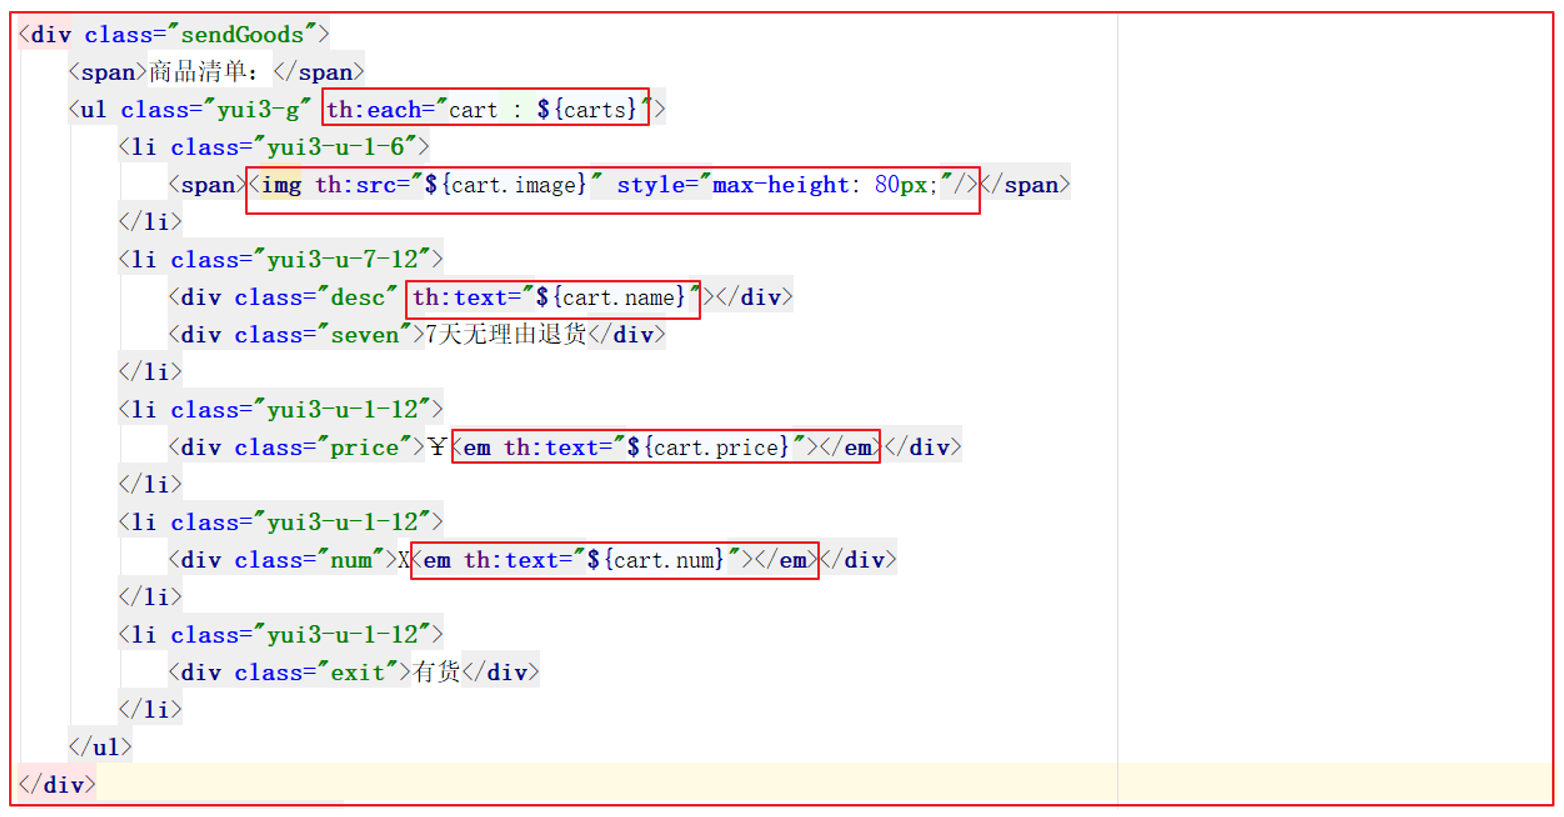 <div class="sendGoods">
<span>商品清单：</span>
<ul class="yui3-g" th:each="cart : ${carts}">
<li class="yui3-u-1-6">
<span><img th:src="${cart.image}" style="max-height: 80px;"/></span>
</li>
<li class="yui3-u-7-12">
<div class="desc" th:text="${cart.name}"></div>
<div class="seven">7天无理由退货</div>
</li>
<li class="yui3-u-1-12">
<div class="price">￥<em th:text="${cart.price}"></em></div>
</li>
<li class="yui3-u-1-12">
<div class="num">X<em th:text="${cart.num}"></em></div>
</li>
<li class="yui3-u-1-12">
<div class="exit">有货</div>
</li>
</ul>
</div>